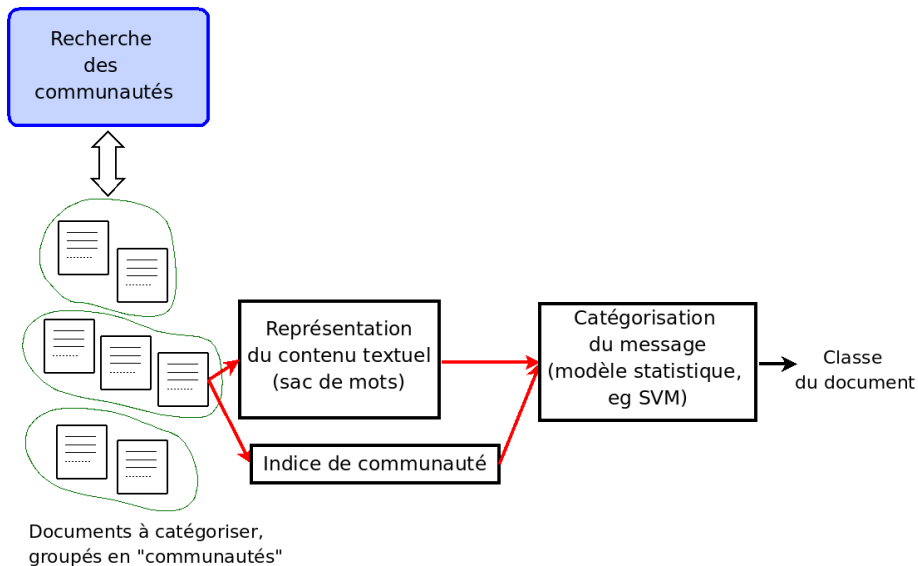 Recherche
des
communautés
Représentation
du contenu textuel
(sac de mots)
Indice de communauté
Catégorisation
du message
(modèle statistique,
eg SVM)
Classe
du document
Documents à catégoriser,
groupés en "communautés"